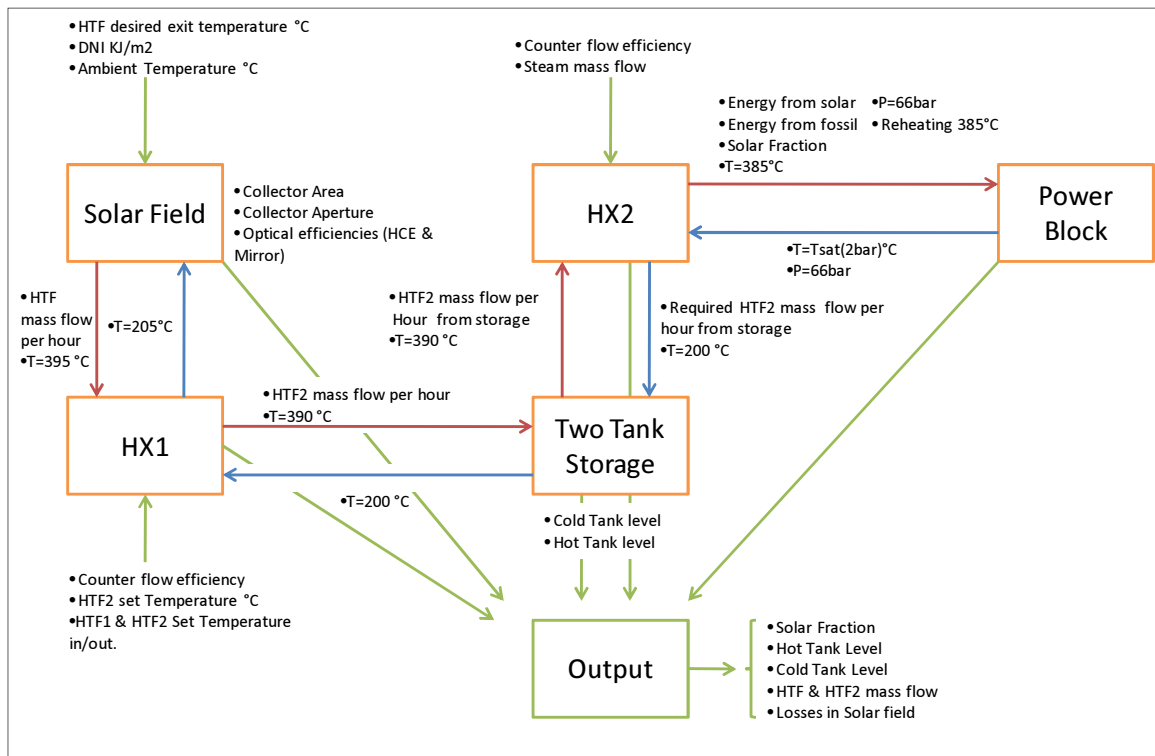 •HTF desired exit temperature °C
•DNI KJ/m2
•Ambient Temperature °C
•Counter flow efficiency
•Steam mass flow
•Energy from solar
•Energy from fossil
•Solar Fraction
•T=385°C
•P=66bar
•Reheating 385°C
Solar Field
•Collector Area
•Collector Aperture
•Optical efficiencies (HCE &
Mirror)
HX2
Power
Block
•T=Tsat(2bar)°C
•P=66bar
•HTF
mass flow
per hour
•T=395 °C
•T=205°C
•HTF2 mass flow per
Hour from storage
•T=390 °C
•Required HTF2 mass flow per
hour from storage
•T=200 °C
HX1
•HTF2 mass flow per hour
•T=390 °C
Two Tank
Storage
•T=200 °C
•Cold Tank level
•Hot Tank level
•Counter flow efficiency
•HTF2 set Temperature °C
•HTF1 & HTF2 Set Temperature
in/out.
Output
•Solar Fraction
•Hot Tank Level
•Cold Tank Level
•HTF & HTF2 mass flow
•Losses in Solar field